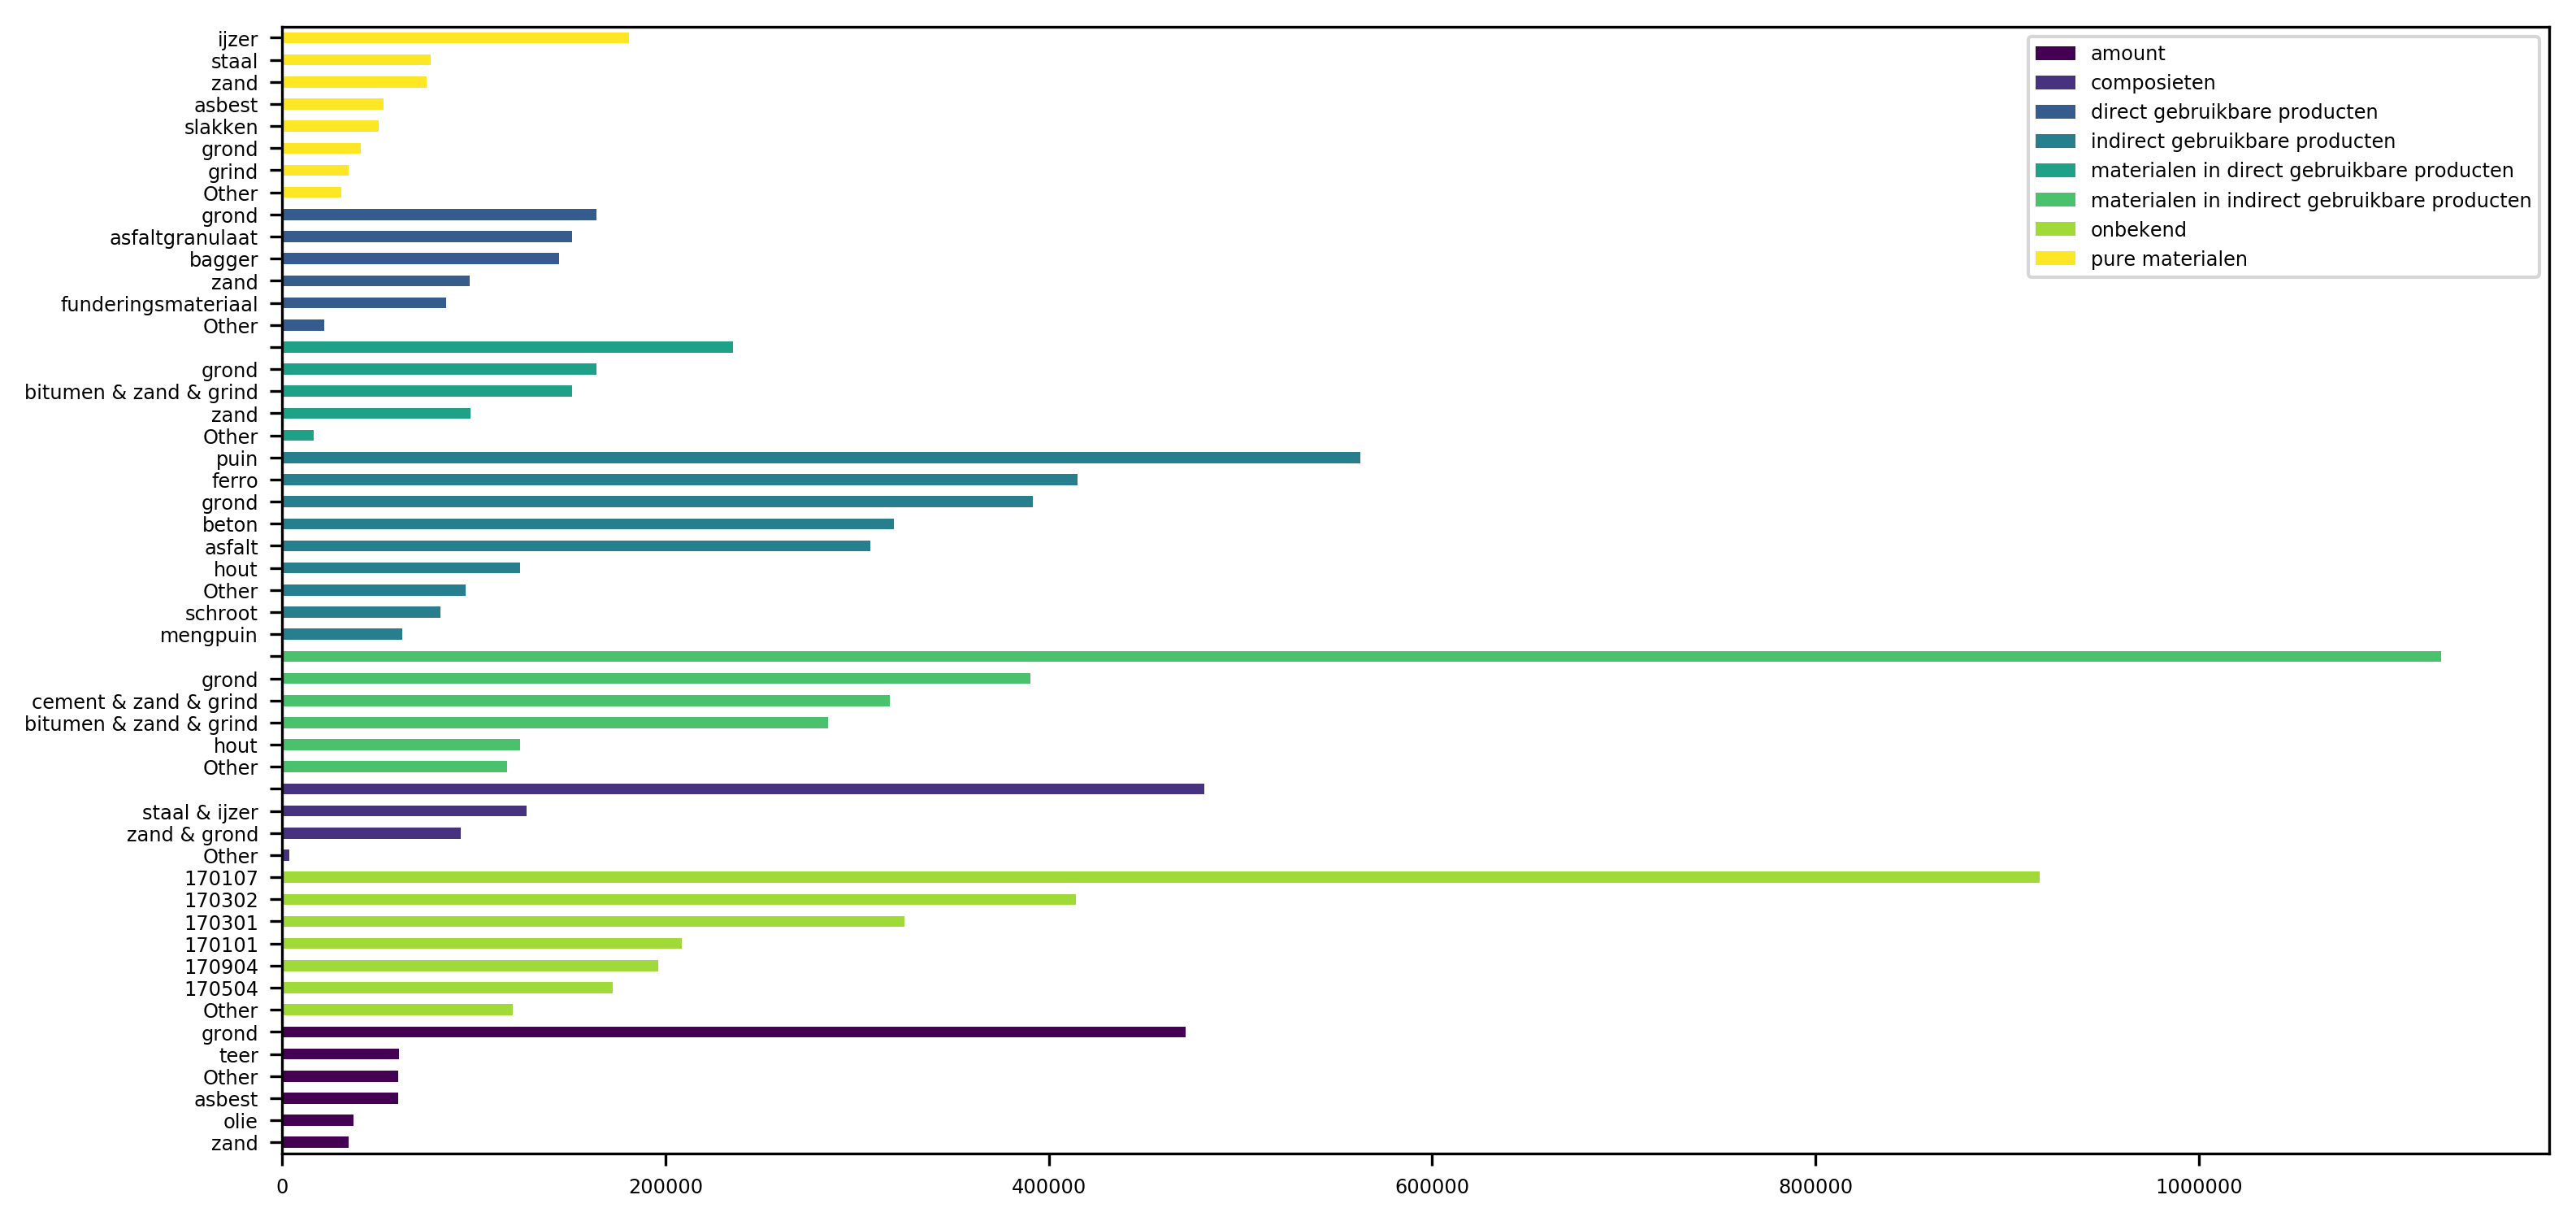 ijzer
staal
zand
asbest
slakken
grond
grind
Other
grond
asfaltgranulaat
bagger
zand
funderingsmateriaal
Other
grond
bitumen & zand & grind
zand
Other
puin
ferro
grond
beton
asfalt
hout
Other
schroot
mengpuin
grond
cement & zand & grind
bitumen & zand & grind
hout
Other
staal & ijzer
zand & grond
Other
170107
170302
170301
170101
170904
170504
Other
grond
teer
Other
asbest
olie
zand
0 200000 400000 600000 800000 1000000
amount
composieten
direct gebruikbare producten
indirect gebruikbare producten
materialen in direct gebruikbare producten
materialen in indirect gebruikbare producten
onbekend
pure materialen